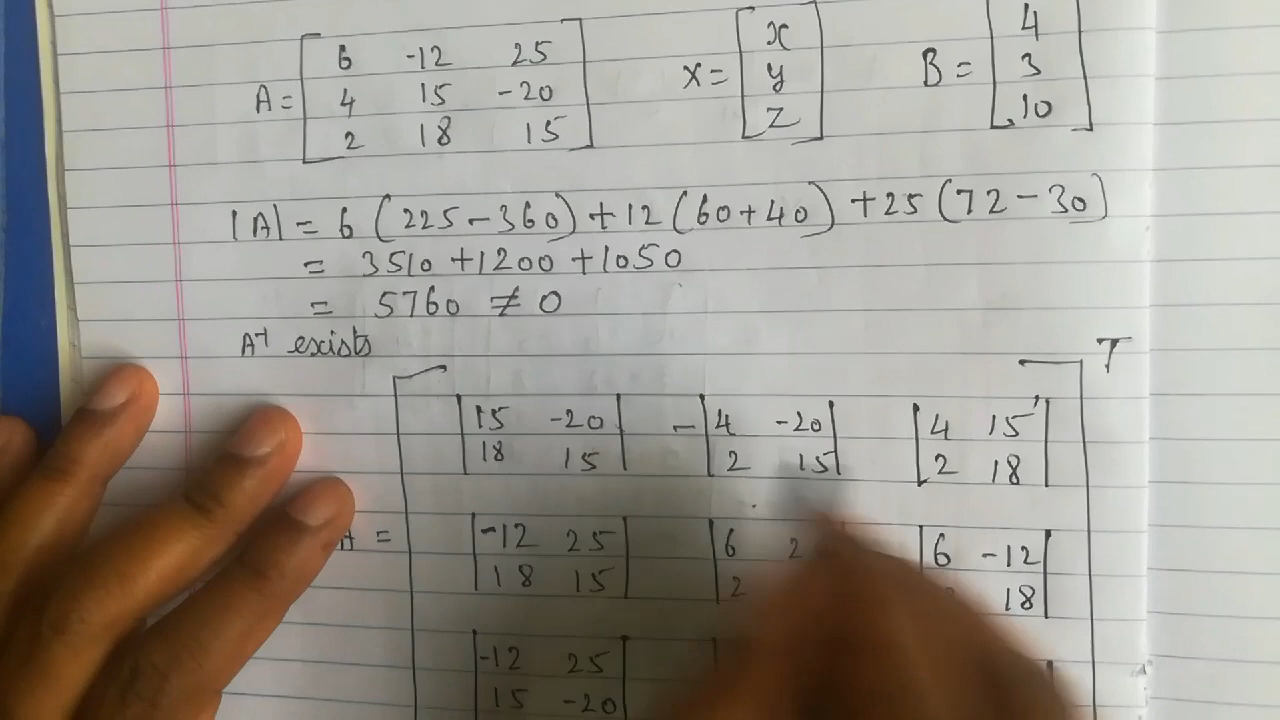 A = [ 6 -12 25 X = [ x B = [ 4
4 15 -20 y 3
2 18 15 ] z ] 10 ]
|A| = 6 (225-360) + 12 (60+40) + 25 (72-30)
= 3510 +1200 +1050
= 5760 ≠ 0
A⁻¹ exists
T
|15 -20| -|4 -20| |4 15|
|18 15| |2 15| |2 18|
A = |-12 25| |6 2 |6 -12|
|18 15| |2 18|
|-12 25|
|15 -20|